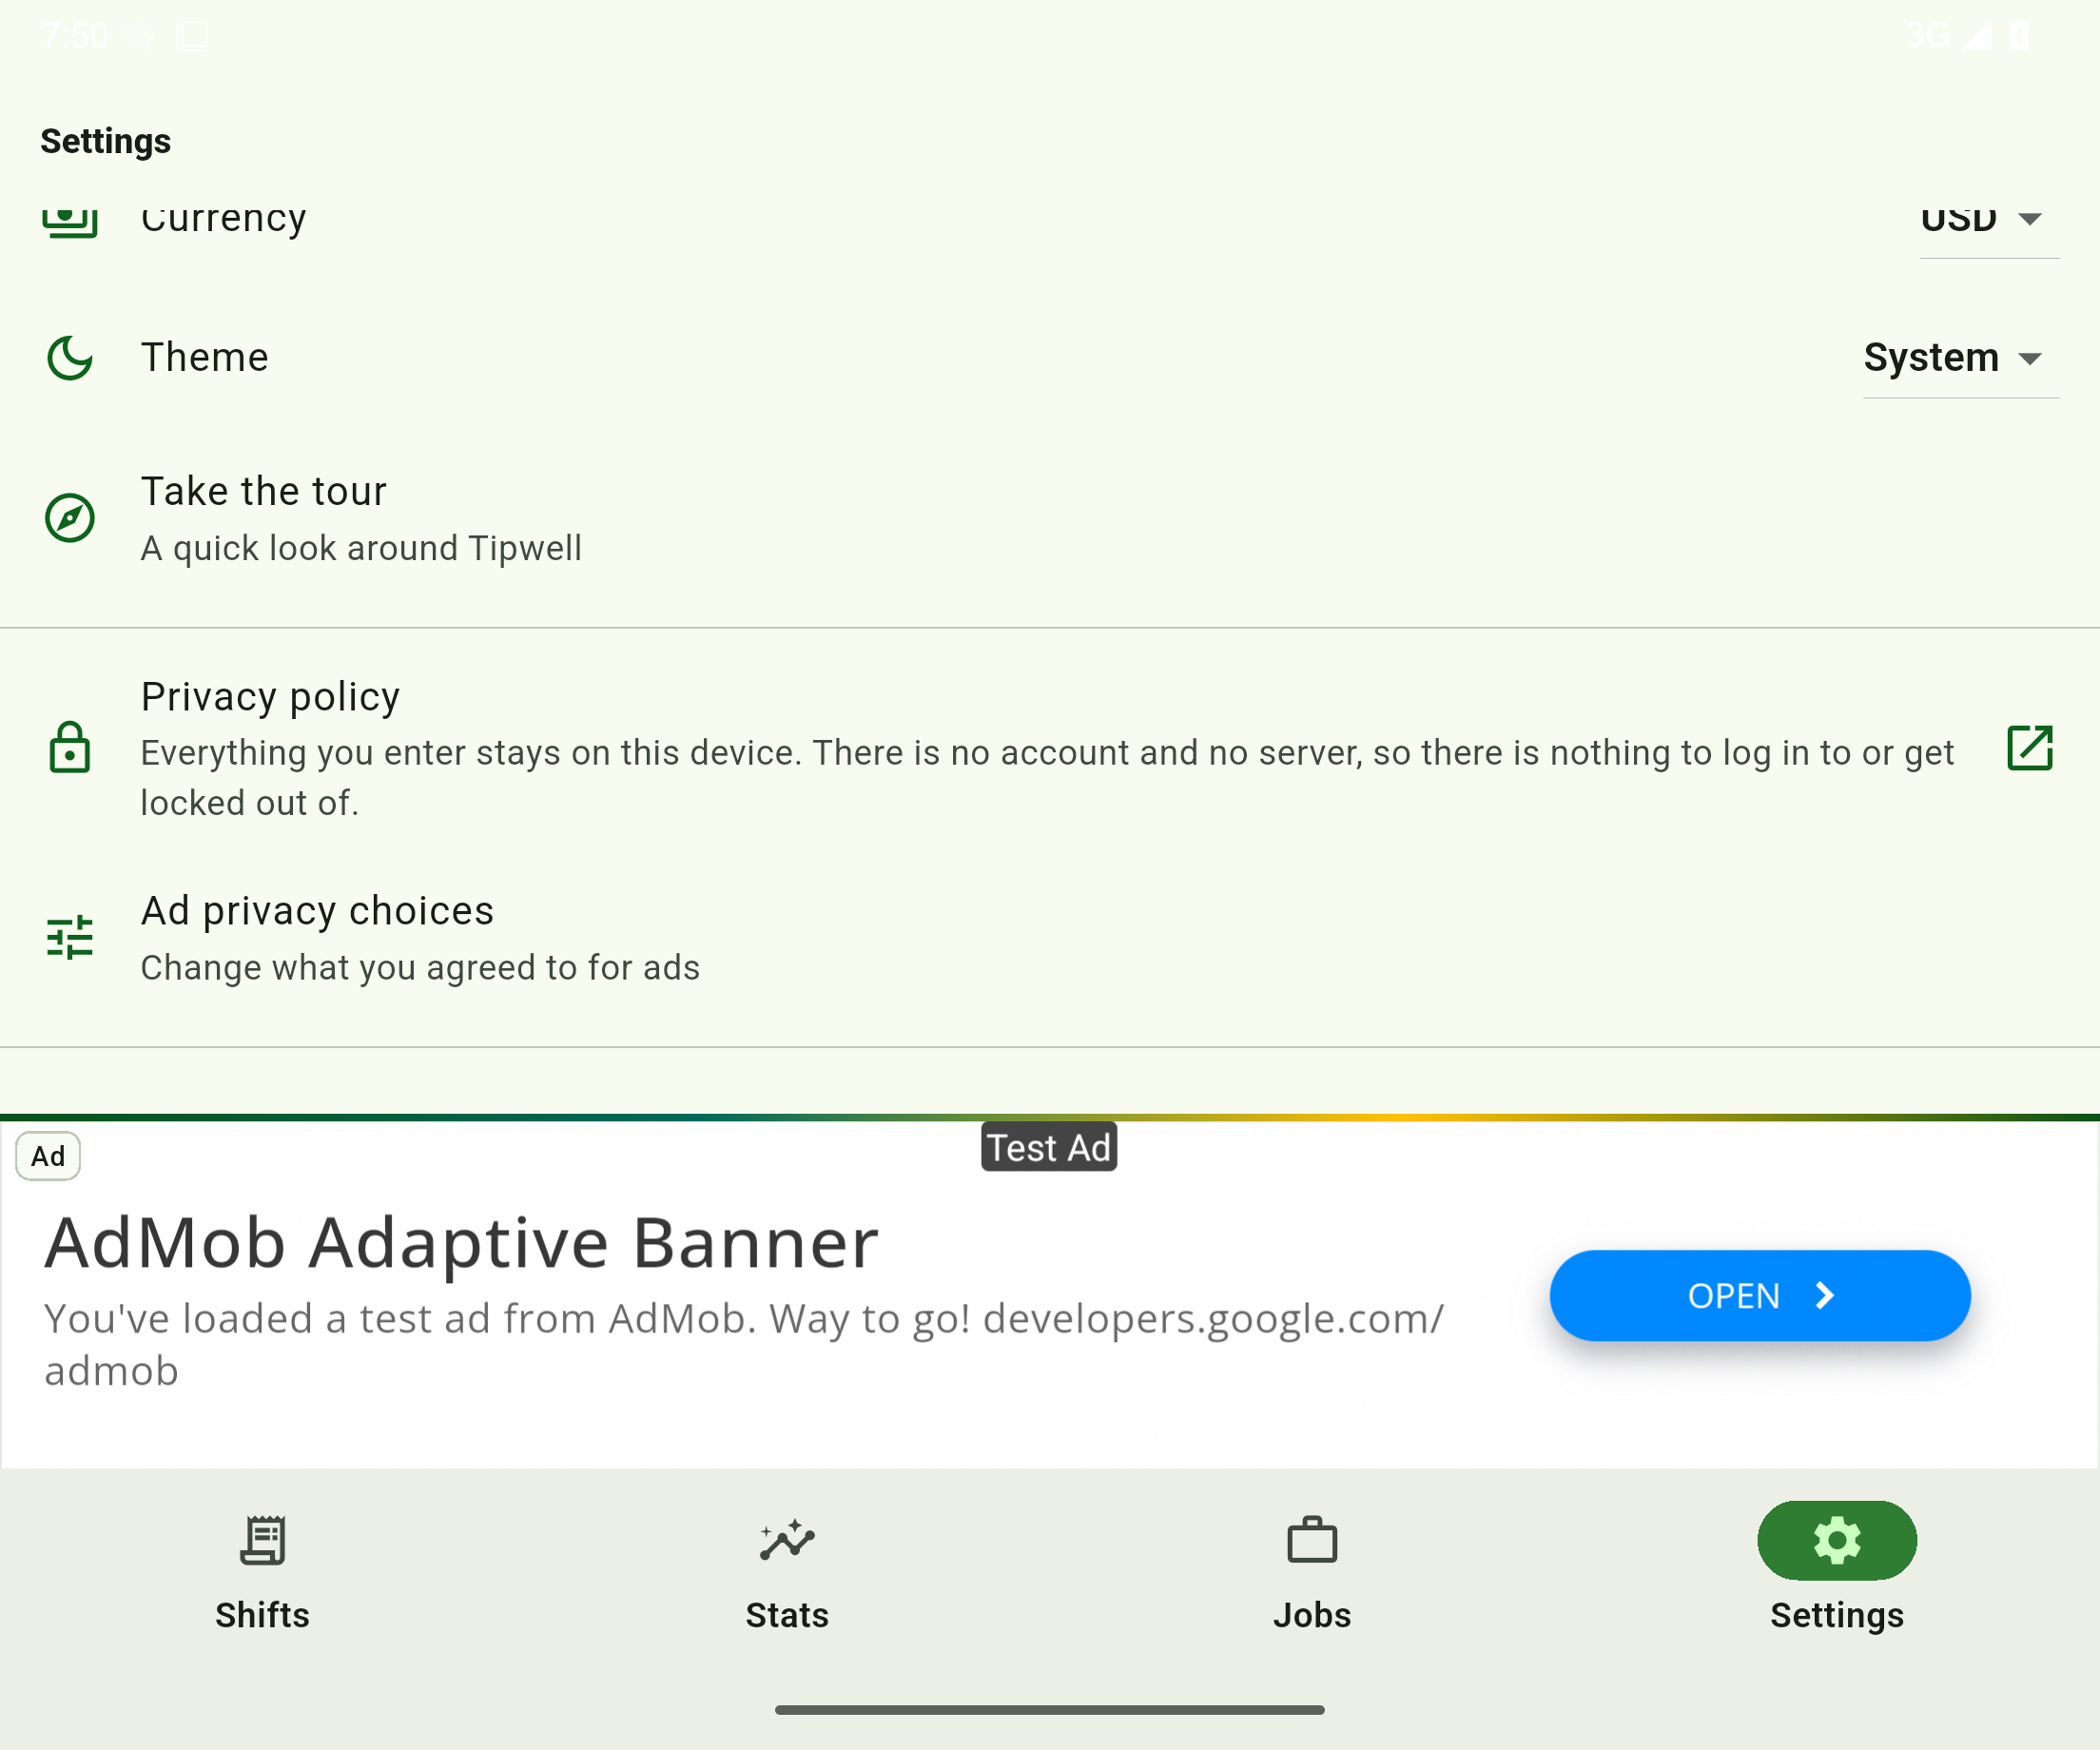 7:50
3G
Settings
Currency
USD
Theme
System
Take the tour
A quick look around Tipwell
Privacy policy
Everything you enter stays on this device. There is no account and no server, so there is nothing to log in to or get
locked out of.
Ad privacy choices
Change what you agreed to for ads
Ad
Test Ad
AdMob Adaptive Banner
You've loaded a test ad from AdMob. Way to go! developers.google.com/
admob
OPEN
Shifts
Stats
Jobs
Settings